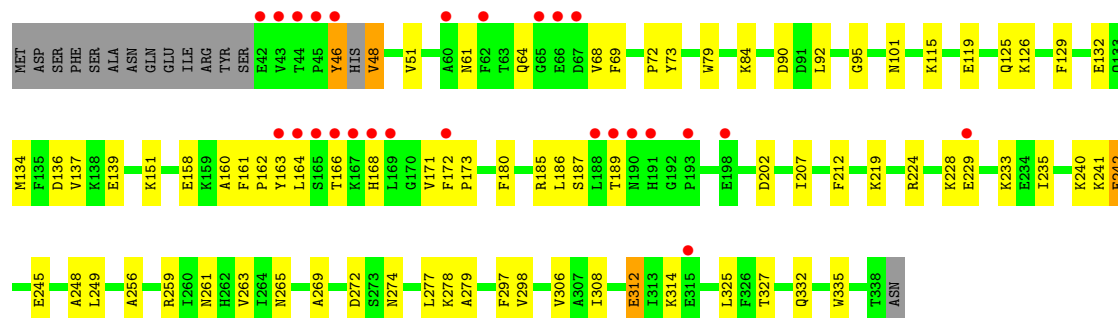 MET ASP SER PHE SER ALA ASN GLN GLU ILE ARG TYR SER E42 V43 T44 P45 Y46 HIS V48 V51 A60 N61 F62 T63 Q64 G65 E66 D67 V68 F69 P72 Y73 W79 K84 D90 D91 L92 G95 N101 K115 E119 Q125 K126 F129 E132 Q133
M134 F135 D136 V137 K138 E139 K151 E158 K159 A160 F161 P162 Y163 L164 S165 T166 K167 H168 L169 G170 V171 F172 P173 F180 R185 L186 S187 L188 T189 N190 H191 G192 P193 E198 D202 I207 F212 K219 R224 K228 E229 K233 E234 I235 K240 K241
E245 A248 L249 A256 R259 I260 N261 H262 V263 I264 N265 A269 D272 S273 N274 L277 K278 A279 F297 V298 V306 A307 I308 E312 I313 K314 E315 L325 F326 T327 Q332 W335 T338 ASN